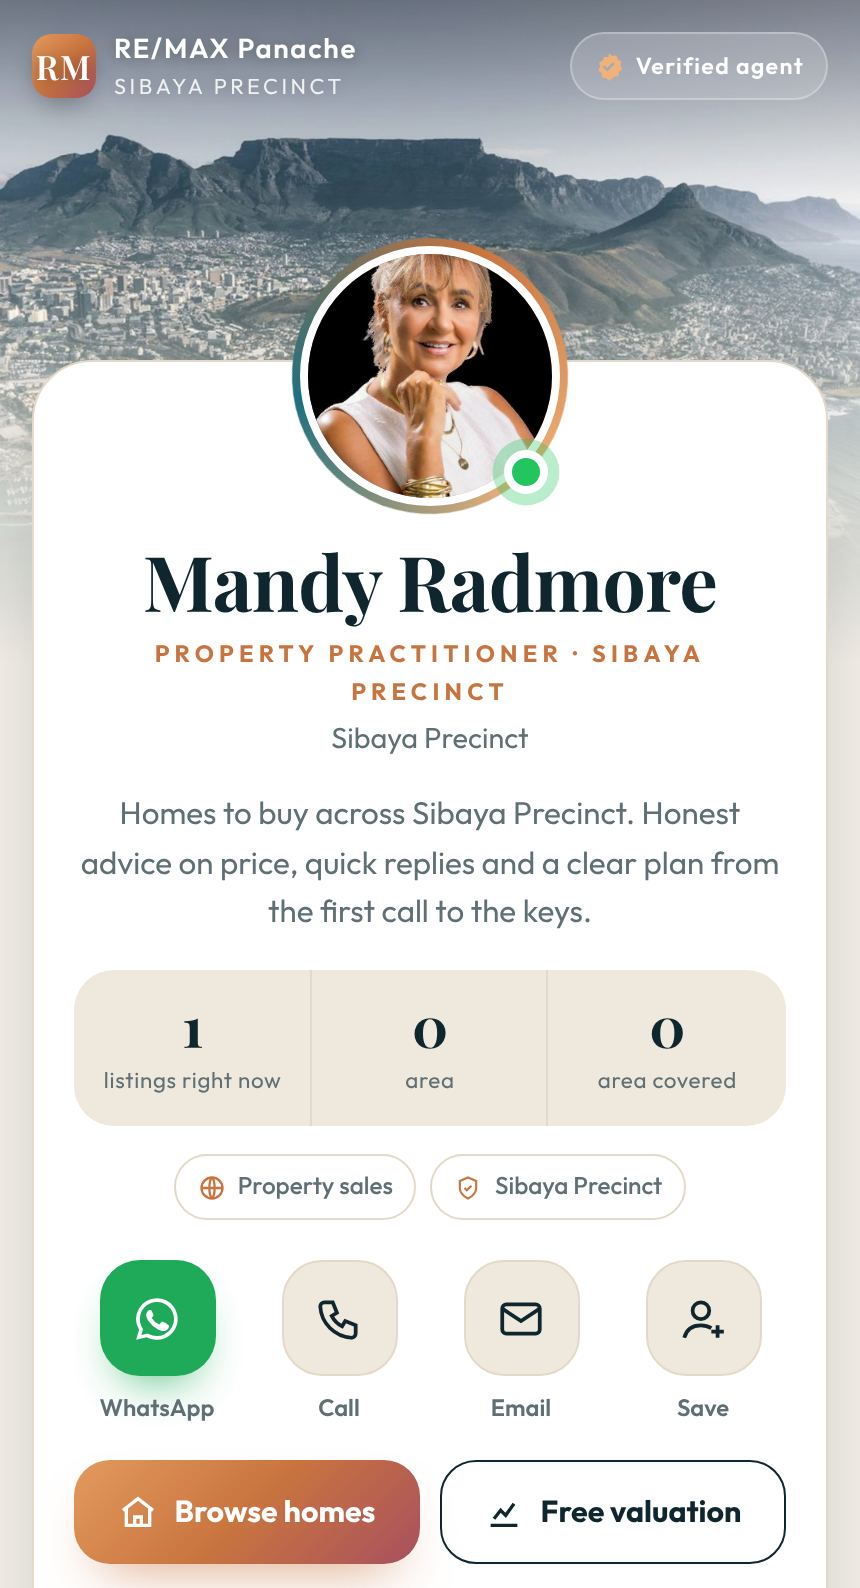 RM
RE/MAX Panache
SIBAYA PRECINCT
Verified agent
Mandy Radmore
PROPERTY PRACTITIONER · SIBAYA
PRECINCT
Sibaya Precinct
Homes to buy across Sibaya Precinct. Honest
advice on price, quick replies and a clear plan from
the first call to the keys.
1
listings right now
0
area
0
area covered
Property sales
Sibaya Precinct
WhatsApp
Call
Email
Save
Browse homes
Free valuation